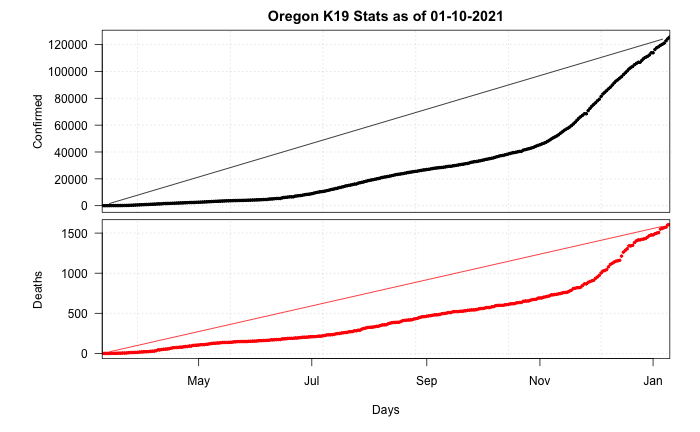 Oregon K19 Stats as of 01-10-2021
120000
100000
80000
60000
40000
20000
0
Confirmed
1500
1000
500
0
Deaths
May Jul Sep Nov Jan
Days